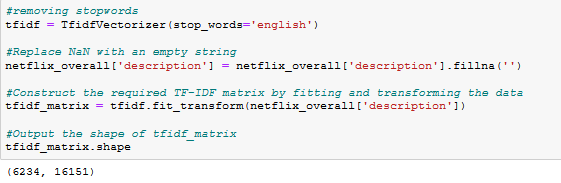 #removing stopwords
tfidf = TfidfVectorizer(stop_words='english')
#Replace NaN with an empty string
netflix_overall['description'] = netflix_overall['description'].fillna('')
#Construct the required TF-IDF matrix by fitting and transforming the data
tfidf_matrix = tfidf.fit_transform(netflix_overall['description'])
#Output the shape of tfidf_matrix
tfidf_matrix.shape
(6234, 16151)